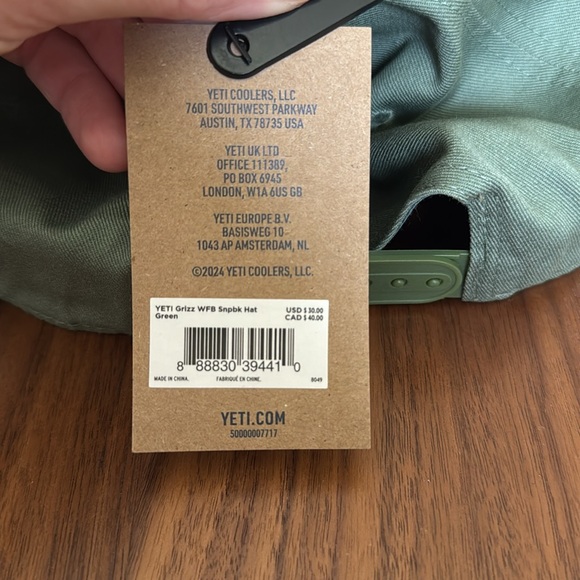 YETI COOLERS, LLC
7601 SOUTHWEST PARKWAY
AUSTIN, TX 78735 USA
YETI UK LTD
OFFICE 111389,
PO BOX 6945
LONDON, W1A 6US GB
YETI EUROPE B.V.
BASISWEG 10
1043 AP AMSTERDAM, NL
©2024 YETI COOLERS, LLC.
YETI Grizz WFB Snpbk Hat USD $ 30.00
Green CAD $ 40.00
8 88830 39441 0
MADE IN CHINA. FABRIQUÉ EN CHINE. 8049
YETI.COM
50000007717